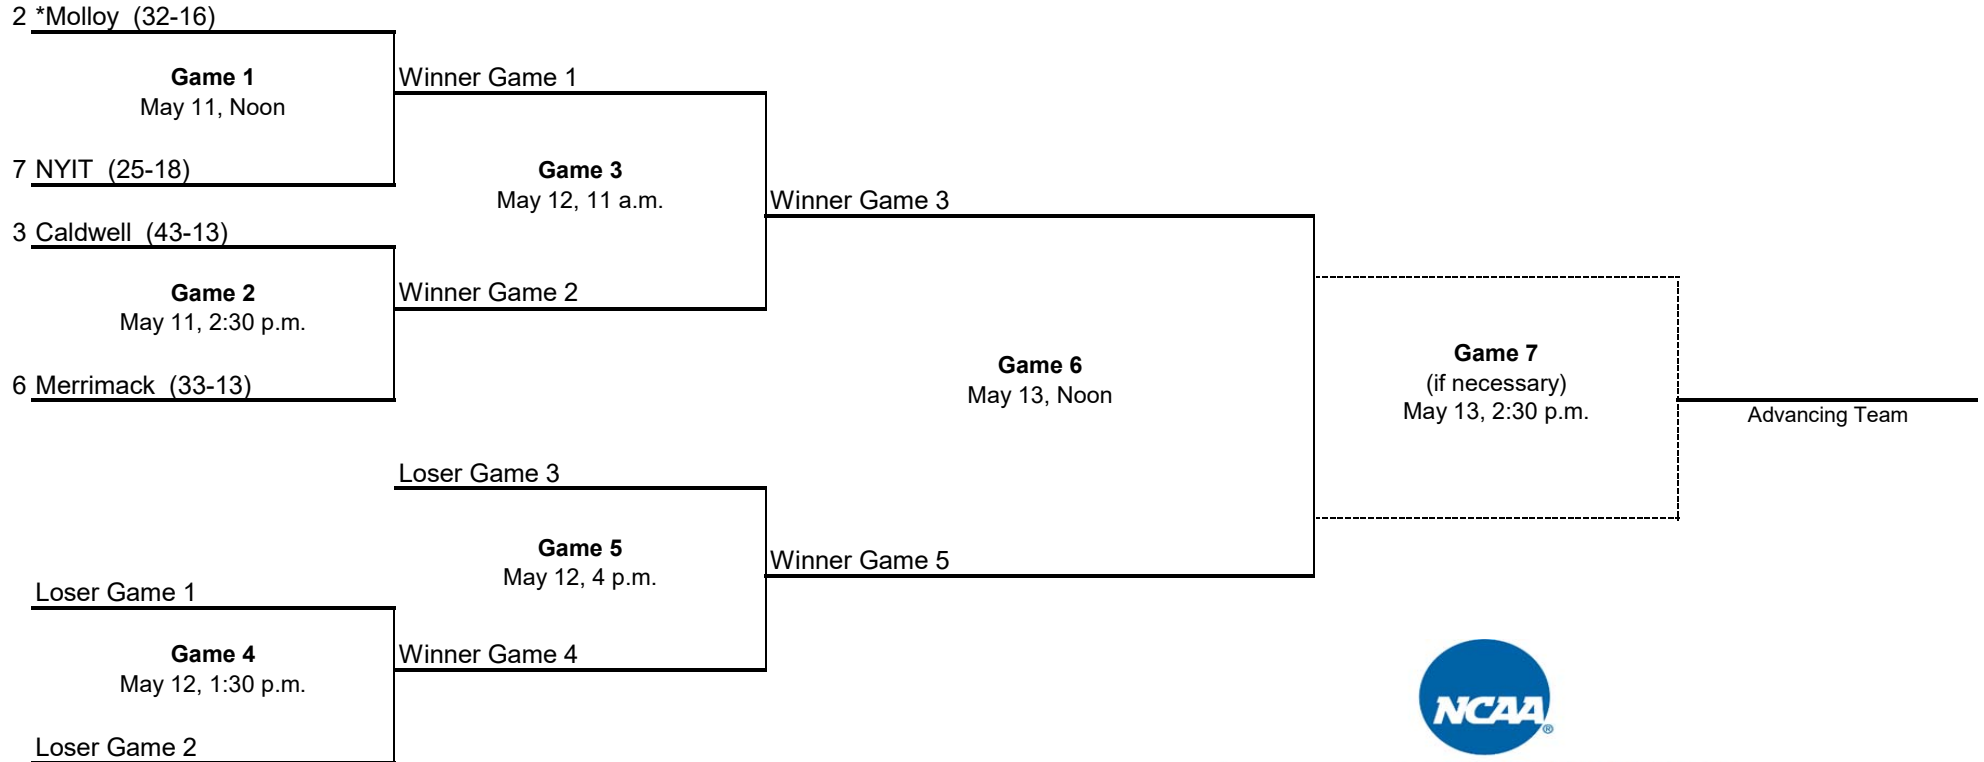 2 *Molloy (32-16)
Game 1
May 11, Noon
7 NYIT (25-18)
Winner Game 1
3 Caldwell (43-13)
Game 2
May 11, 2:30 p.m.
6 Merrimack (33-13)
Winner Game 2
Game 3
May 12, 11 a.m.
Winner Game 3
Loser Game 3
Game 5
May 12, 4 p.m.
Winner Game 5
Loser Game 1
Game 4
May 12, 1:30 p.m.
Loser Game 2
Winner Game 4
Game 6
May 13, Noon
Game 7
(if necessary)
May 13, 2:30 p.m.
Advancing Team
NCAA®